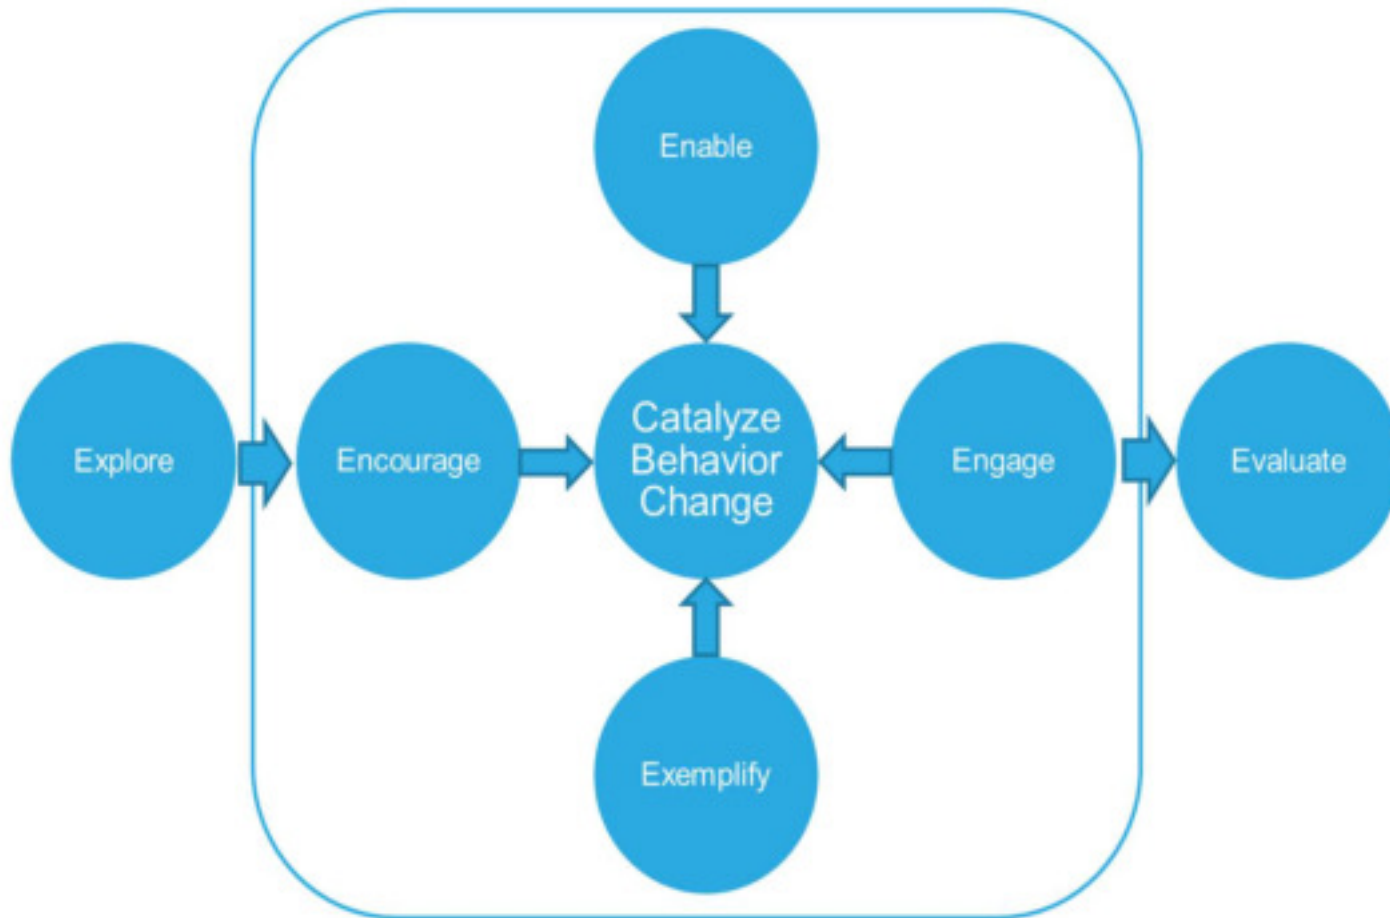 Enable
Explore
Encourage
Catalyze
Behavior
Change
Engage
Evaluate
Exemplify